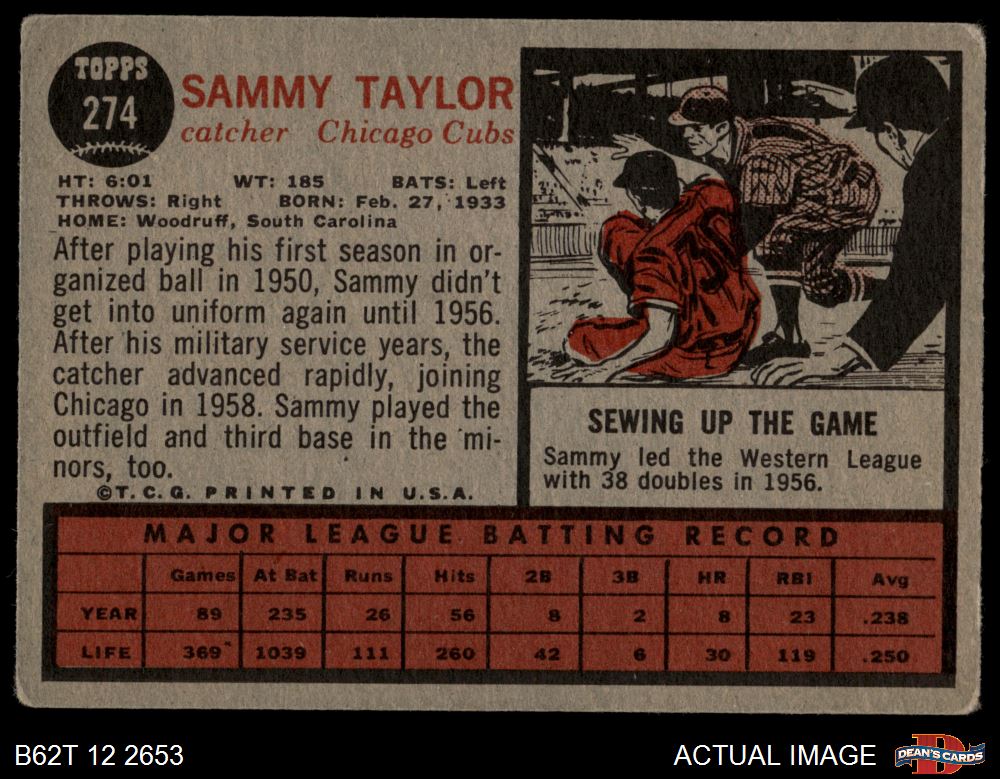 TOPPS
274
SAMMY TAYLOR
catcher Chicago Cubs
HT: 6:01 WT: 185 BATS: Left
THROWS: Right BORN: Feb. 27, 1933
HOME: Woodruff, South Carolina
After playing his first season in or-
ganized ball in 1950, Sammy didn't
get into uniform again until 1956.
After his military service years, the
catcher advanced rapidly, joining
Chicago in 1958. Sammy played the
outfield and third base in the mi-
nors, too.
©T.C.G. PRINTED IN U.S.A.
SEWING UP THE GAME
Sammy led the Western League
with 38 doubles in 1956.
MAJOR LEAGUE BATTING RECORD
Games At Bat Runs Hits 2B 3B HR RBI Avg
YEAR 89 235 26 56 8 2 8 23 .238
LIFE 369 1039 111 260 42 6 30 119 .250
B62T 12 2653
ACTUAL IMAGE
DEAN'S CARDS